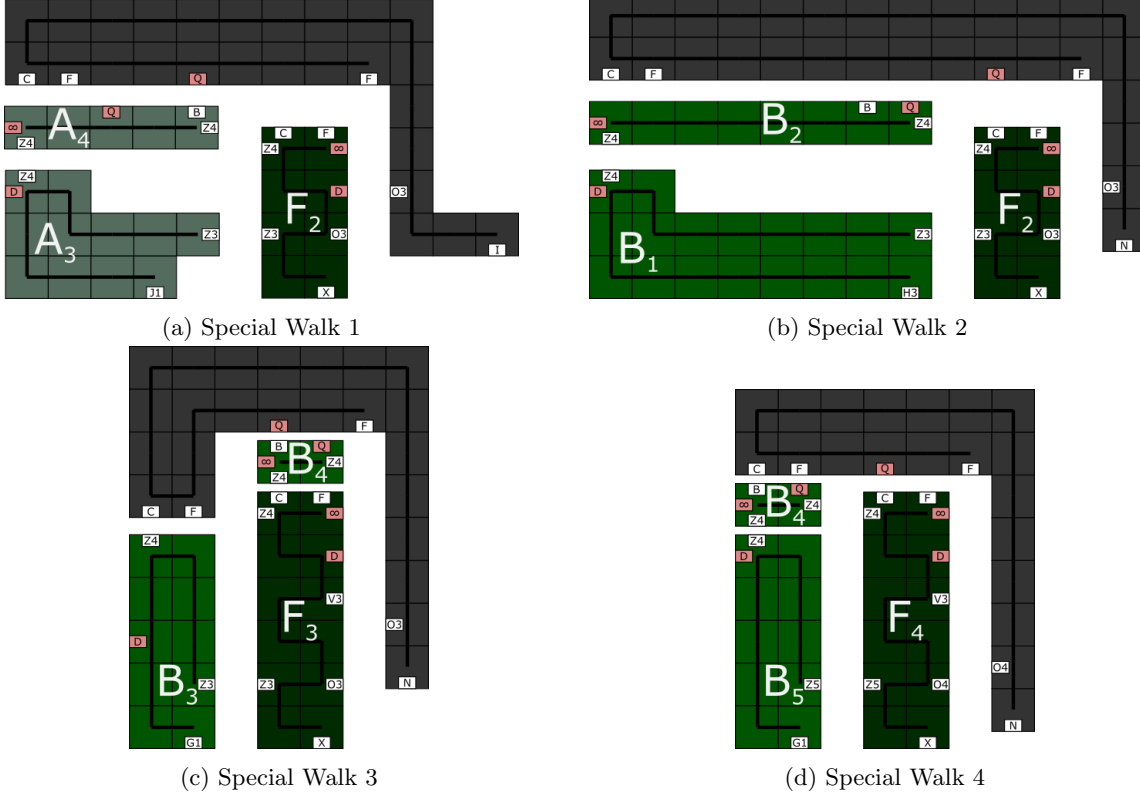 C F Q F
∞ A4 Q B Z4
Z4
C F
Z4 ∞
Z4
D A3 Z3
J1
F2 D
O3
Z3 O3
X
I
(a) Special Walk 1
C F Q F
∞ B2 B Q Z4
Z4
C F
Z4 ∞
Z4
D B1 Z3
H3
F2 D
O3
Z3 O3
X
N
(b) Special Walk 2
Q F
B Q
∞ B4 Z4
Z4
C F
C F
Z4 ∞
Z4
D
V3
F3
O3
D
B3 Z3
Z3 O3
G1
X
N
(c) Special Walk 3
C F Q F
B Q
∞ B4 Z4
Z4
C F
Z4 ∞
Z4
D
D
V3
F4
O4
B5 Z5
Z5 O4
G1
X
N
(d) Special Walk 4